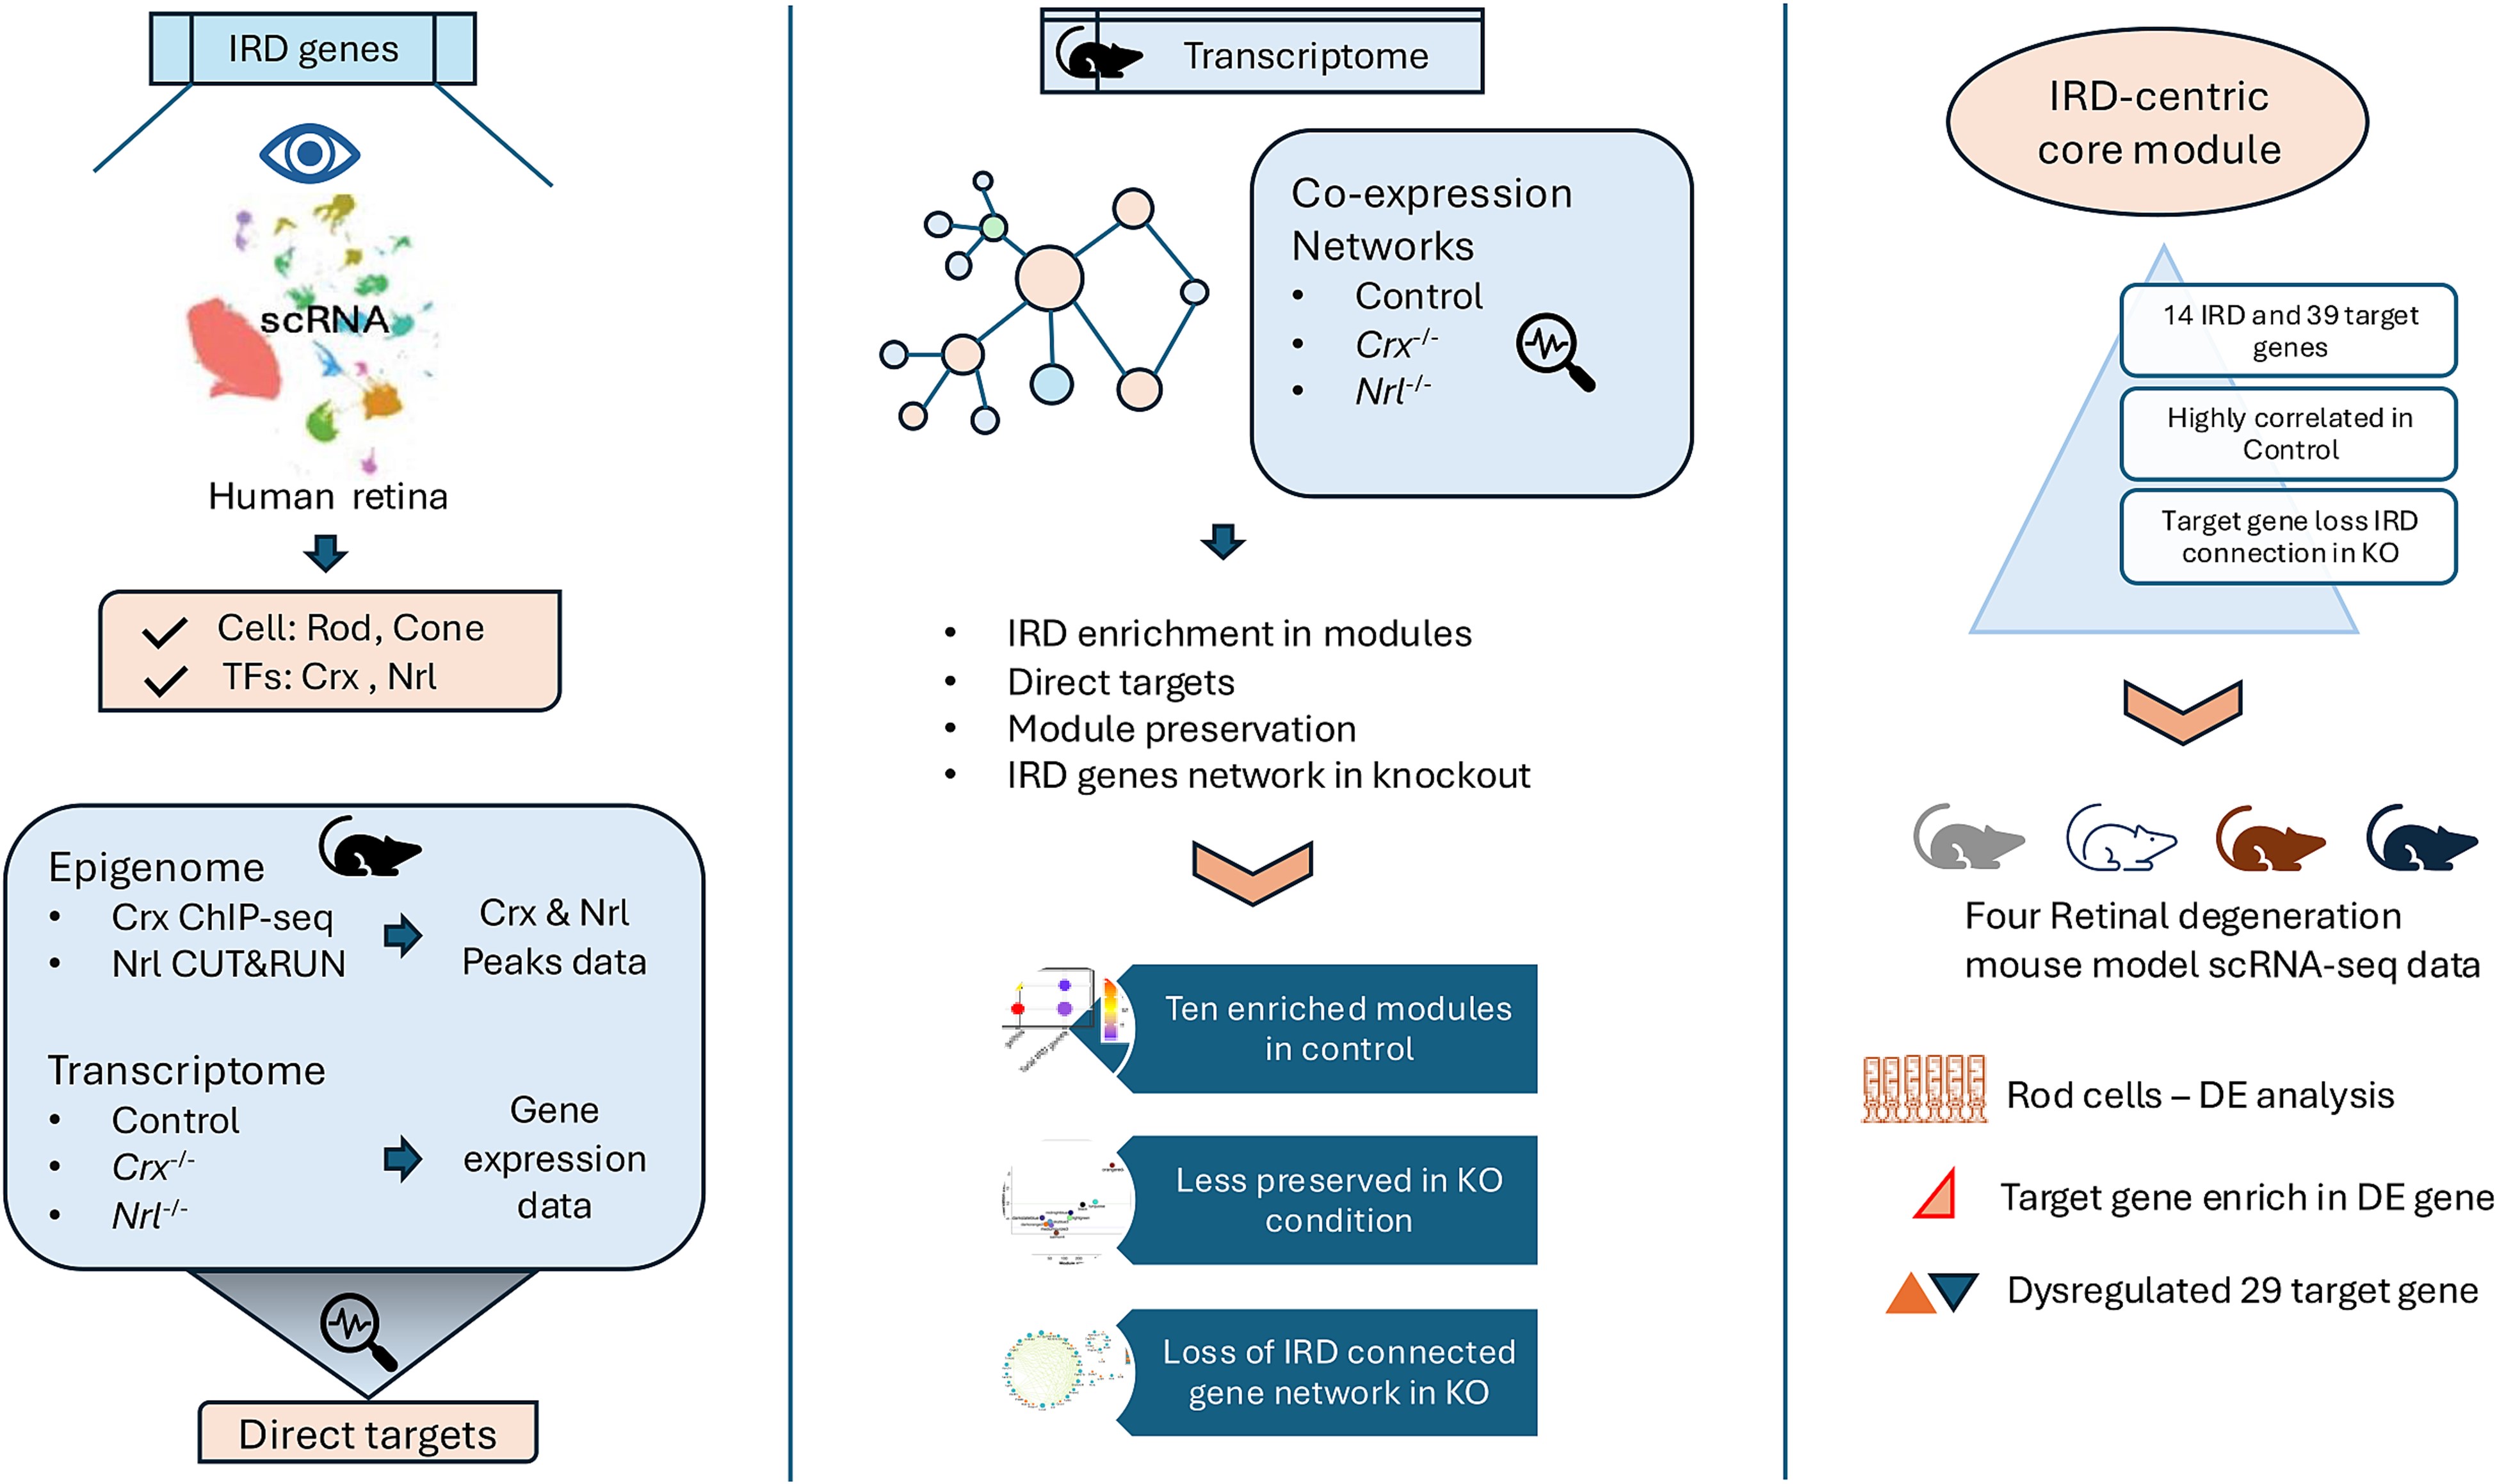 IRD genes
scRNA
Human retina
Cell: Rod, Cone
TFs: Crx , Nrl
Epigenome
• Crx ChIP-seq
• Nrl CUT&RUN
Crx & Nrl
Peaks data
Transcriptome
• Control
• Crx-/-
• Nrl-/-
Gene
expression
data
Direct targets
Transcriptome
Co-expression
Networks
• Control
• Crx-/-
• Nrl-/-
• IRD enrichment in modules
• Direct targets
• Module preservation
• IRD genes network in knockout
Ten enriched modules
in control
Less preserved in KO
condition
Loss of IRD connected
gene network in KO
IRD-centric
core module
14 IRD and 39 target
genes
Highly correlated in
Control
Target gene loss IRD
connection in KO
Four Retinal degeneration
mouse model scRNA-seq data
Rod cells – DE analysis
Target gene enrich in DE gene
Dysregulated 29 target gene